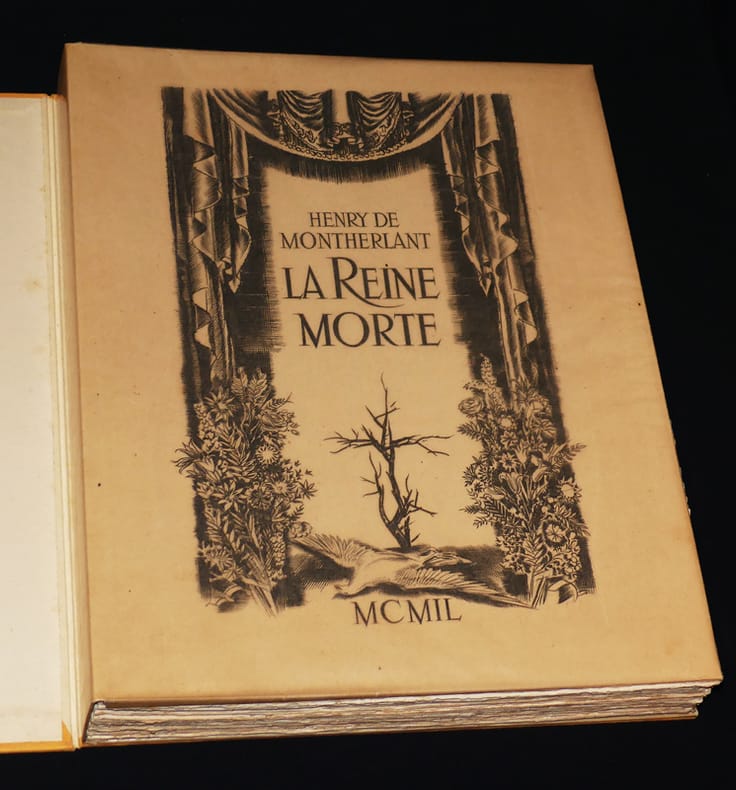 HENRY DE
MONTHERLANT
LA REINE
MORTE
MCMIL